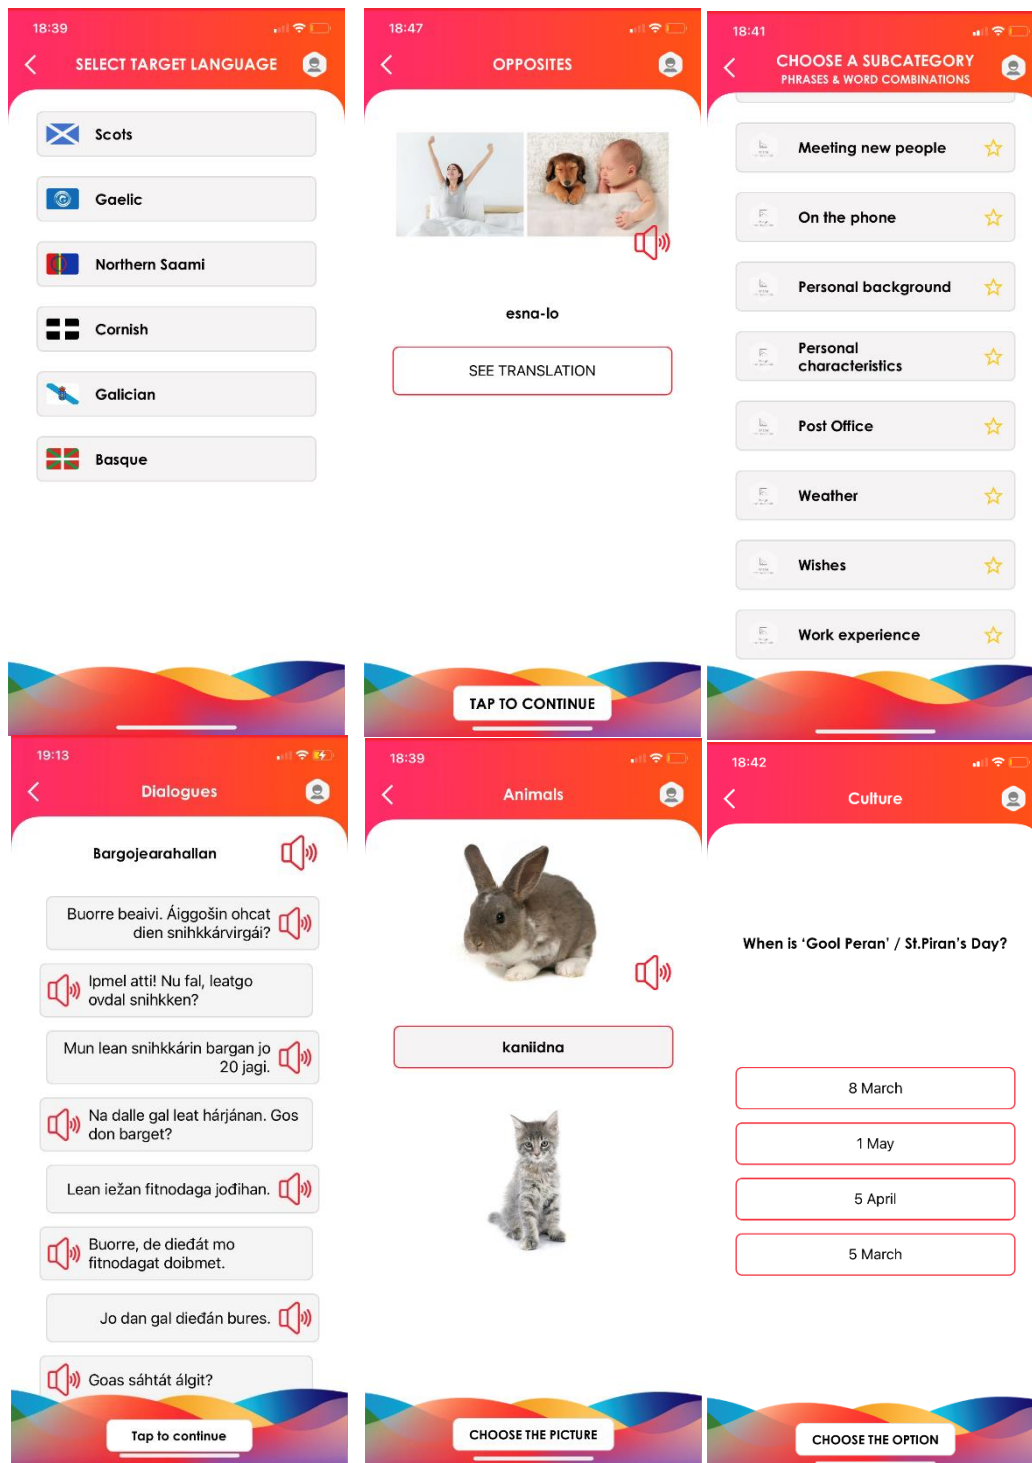 18:39
SELECT TARGET LANGUAGE
Scots
Gaelic
Northern Saami
Cornish
Galician
Basque
18:47
OPPOSITES
esna-lo
SEE TRANSLATION
TAP TO CONTINUE
18:41
CHOOSE A SUBCATEGORY
PHRASES & WORD COMBINATIONS
Meeting new people
On the phone
Personal background
Personal
characteristics
Post Office
Weather
Wishes
Work experience
19:13
Dialogues
Bargojearahallan
Buorre beaivi. Áiggošin ohcat
dien snihkkárvirgái?
Ipmel atti! Nu fal, leatgo
ovdal snihkken?
Mun lean snihkkárin bargan jo
20 jagi.
Na dalle gal leat hárjánan. Gos
don barget?
Lean iežan fitnodaga jođihan.
Buorre, de dieđát mo
fitnodagat doibmet.
Jo dan gal dieđán bures.
Goas sáhtát álgit?
Tap to continue
18:39
Animals
kaniidna
CHOOSE THE PICTURE
18:42
Culture
When is ‘Gool Peran’ / St.Piran’s Day?
8 March
1 May
5 April
5 March
CHOOSE THE OPTION